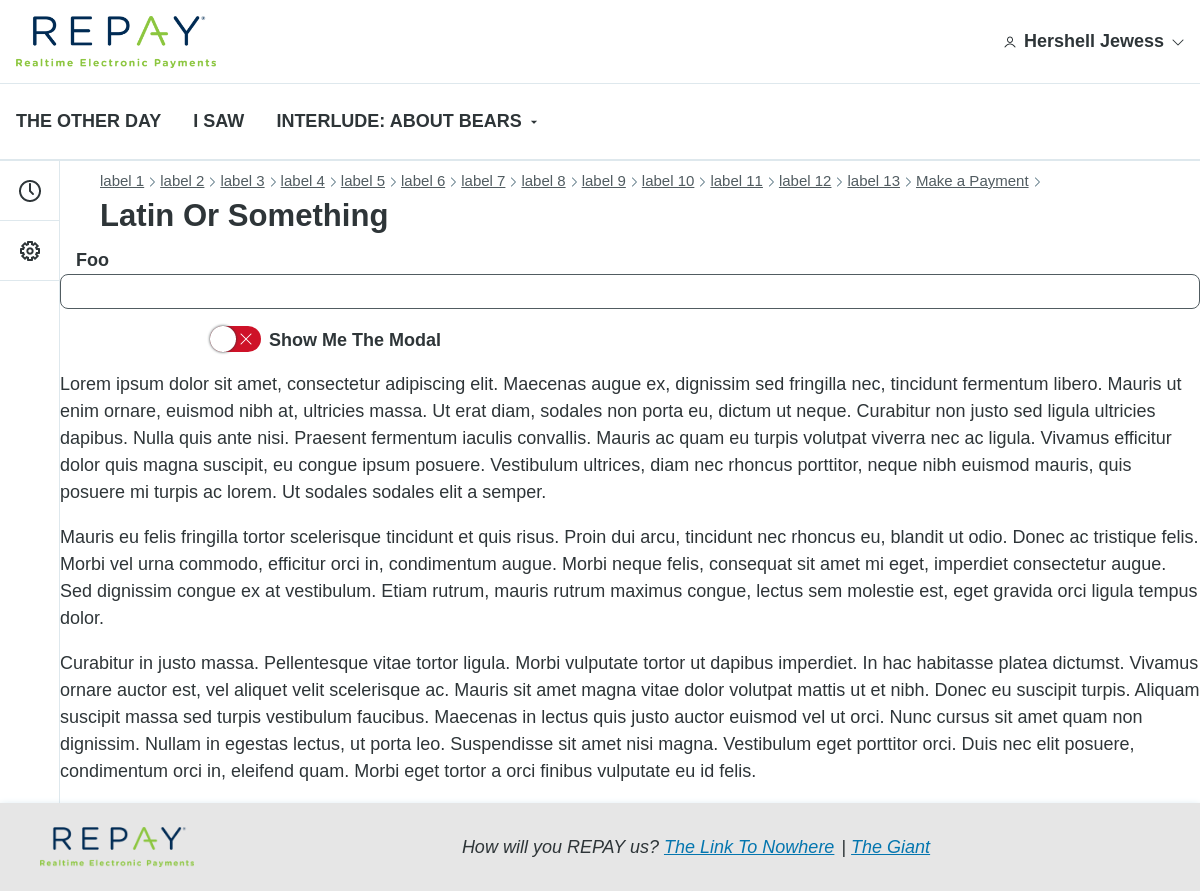 REPAY
Realtime Electronic Payments
Hershell Jewess
THE OTHER DAY I SAW INTERLUDE: ABOUT BEARS
label 1 label 2 label 3 label 4 label 5 label 6 label 7 label 8 label 9 label 10 label 11 label 12 label 13 Make a Payment
Latin Or Something
Foo
Show Me The Modal
Lorem ipsum dolor sit amet, consectetur adipiscing elit. Maecenas augue ex, dignissim sed fringilla nec, tincidunt fermentum libero. Mauris ut
enim ornare, euismod nibh at, ultricies massa. Ut erat diam, sodales non porta eu, dictum ut neque. Curabitur non justo sed ligula ultricies
dapibus. Nulla quis ante nisi. Praesent fermentum iaculis convallis. Mauris ac quam eu turpis volutpat viverra nec ac ligula. Vivamus efficitur
dolor quis magna suscipit, eu congue ipsum posuere. Vestibulum ultrices, diam nec rhoncus porttitor, neque nibh euismod mauris, quis
posuere mi turpis ac lorem. Ut sodales sodales elit a semper.
Mauris eu felis fringilla tortor scelerisque tincidunt et quis risus. Proin dui arcu, tincidunt nec rhoncus eu, blandit ut odio. Donec ac tristique felis.
Morbi vel urna commodo, efficitur orci in, condimentum augue. Morbi neque felis, consequat sit amet mi eget, imperdiet consectetur augue.
Sed dignissim congue ex at vestibulum. Etiam rutrum, mauris rutrum maximus congue, lectus sem molestie est, eget gravida orci ligula tempus
dolor.
Curabitur in justo massa. Pellentesque vitae tortor ligula. Morbi vulputate tortor ut dapibus imperdiet. In hac habitasse platea dictumst. Vivamus
ornare auctor est, vel aliquet velit scelerisque ac. Mauris sit amet magna vitae dolor volutpat mattis ut et nibh. Donec eu suscipit turpis. Aliquam
suscipit massa sed turpis vestibulum faucibus. Maecenas in lectus quis justo auctor euismod vel ut orci. Nunc cursus sit amet quam non
dignissim. Nullam in egestas lectus, ut porta leo. Suspendisse sit amet nisi magna. Vestibulum eget porttitor orci. Duis nec elit posuere,
condimentum orci in, eleifend quam. Morbi eget tortor a orci finibus vulputate eu id felis.
REPAY
Realtime Electronic Payments
How will you REPAY us? The Link To Nowhere | The Giant